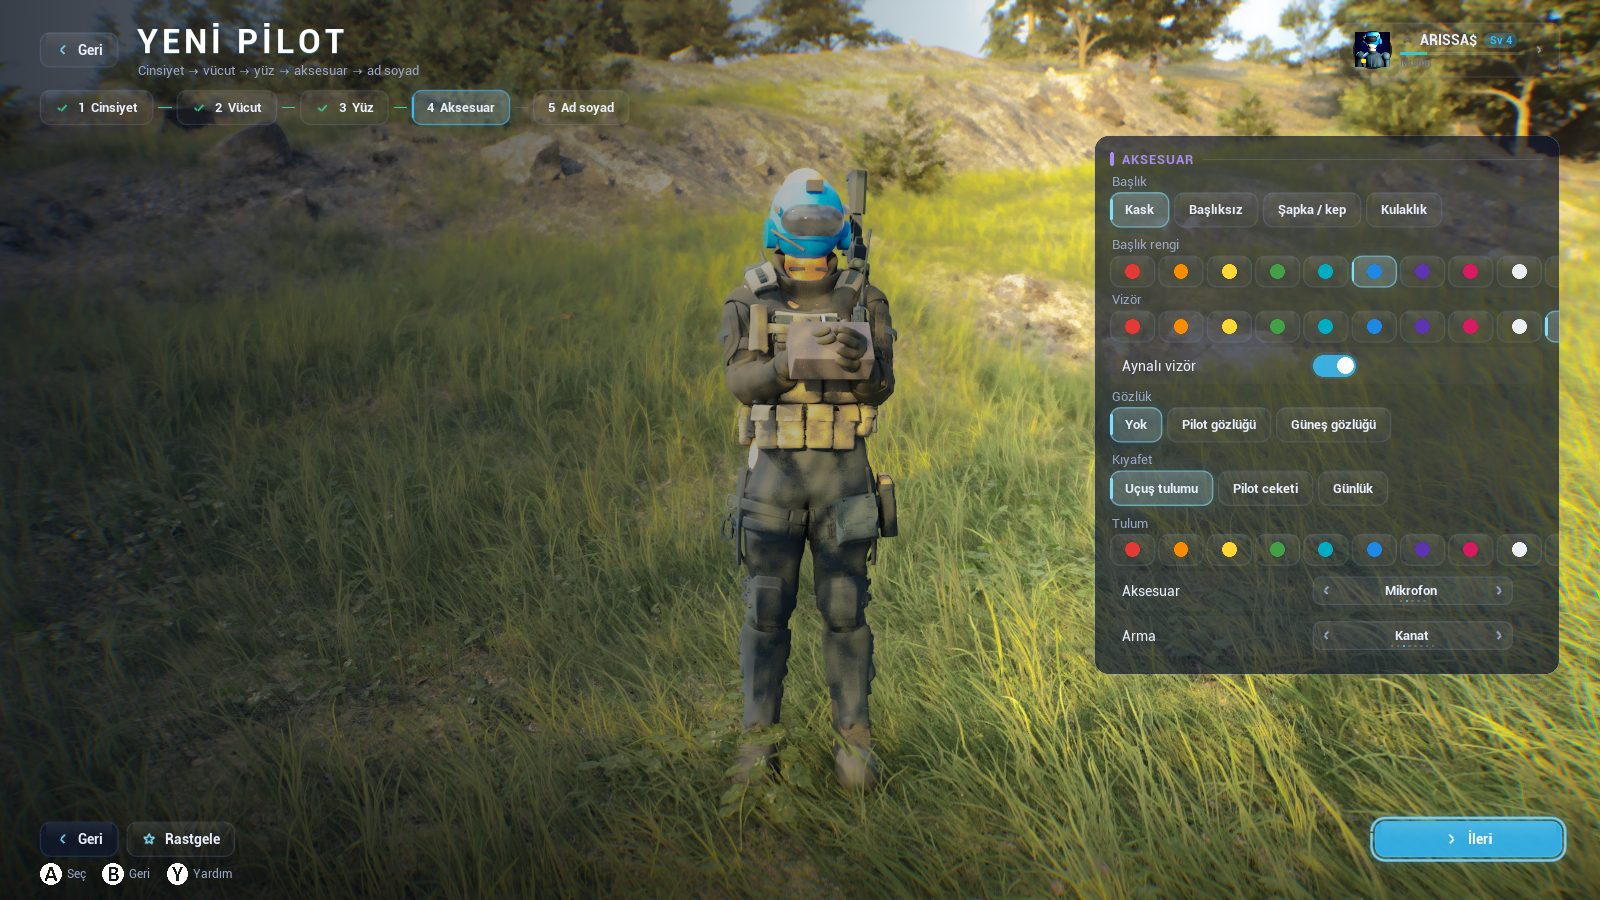 Geri
YENİ PİLOT
Cinsiyet → vücut → yüz → aksesuar → ad soyad
1 Cinsiyet
2 Vücut
3 Yüz
4 Aksesuar
5 Ad soyad
ARISSA$
Sv 4
AKSESUAR
Başlık
Kask
Başlıksız
Şapka / kep
Kulaklık
Başlık rengi
Vizör
Aynalı vizör
Gözlük
Yok
Pilot gözlüğü
Güneş gözlüğü
Kıyafet
Uçuş tulumu
Pilot ceketi
Günlük
Tulum
Aksesuar
Mikrofon
Arma
Kanat
Geri
Rastgele
İleri
A Seç
B Geri
Y Yardım